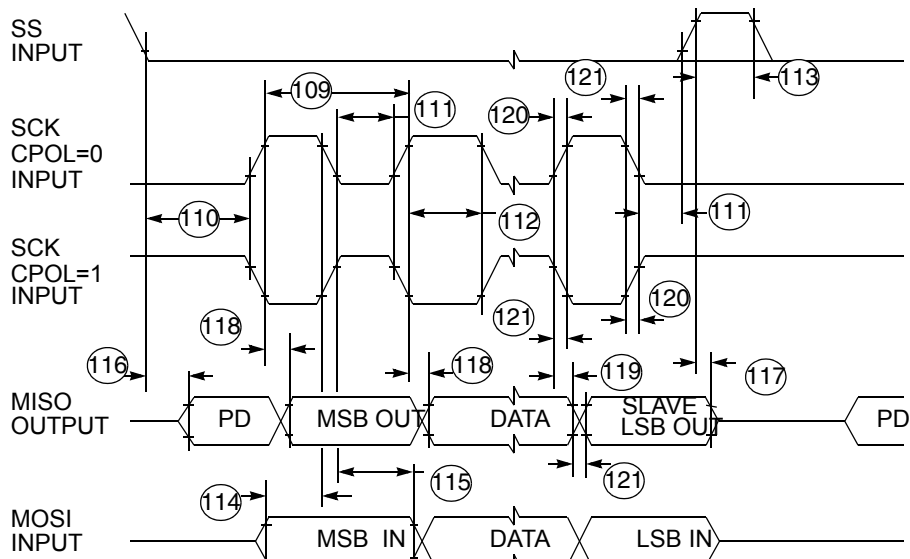 SS
INPUT
121
113
109
111
120
SCK
CPOL=0
INPUT
110
112
111
SCK
CPOL=1
INPUT
118
121
120
116
118
119
117
MISO
OUTPUT
PD
MSB OUT
DATA
SLAVE
LSB OUT
PD
114
115
121
MOSI
INPUT
MSB IN
DATA
LSB IN